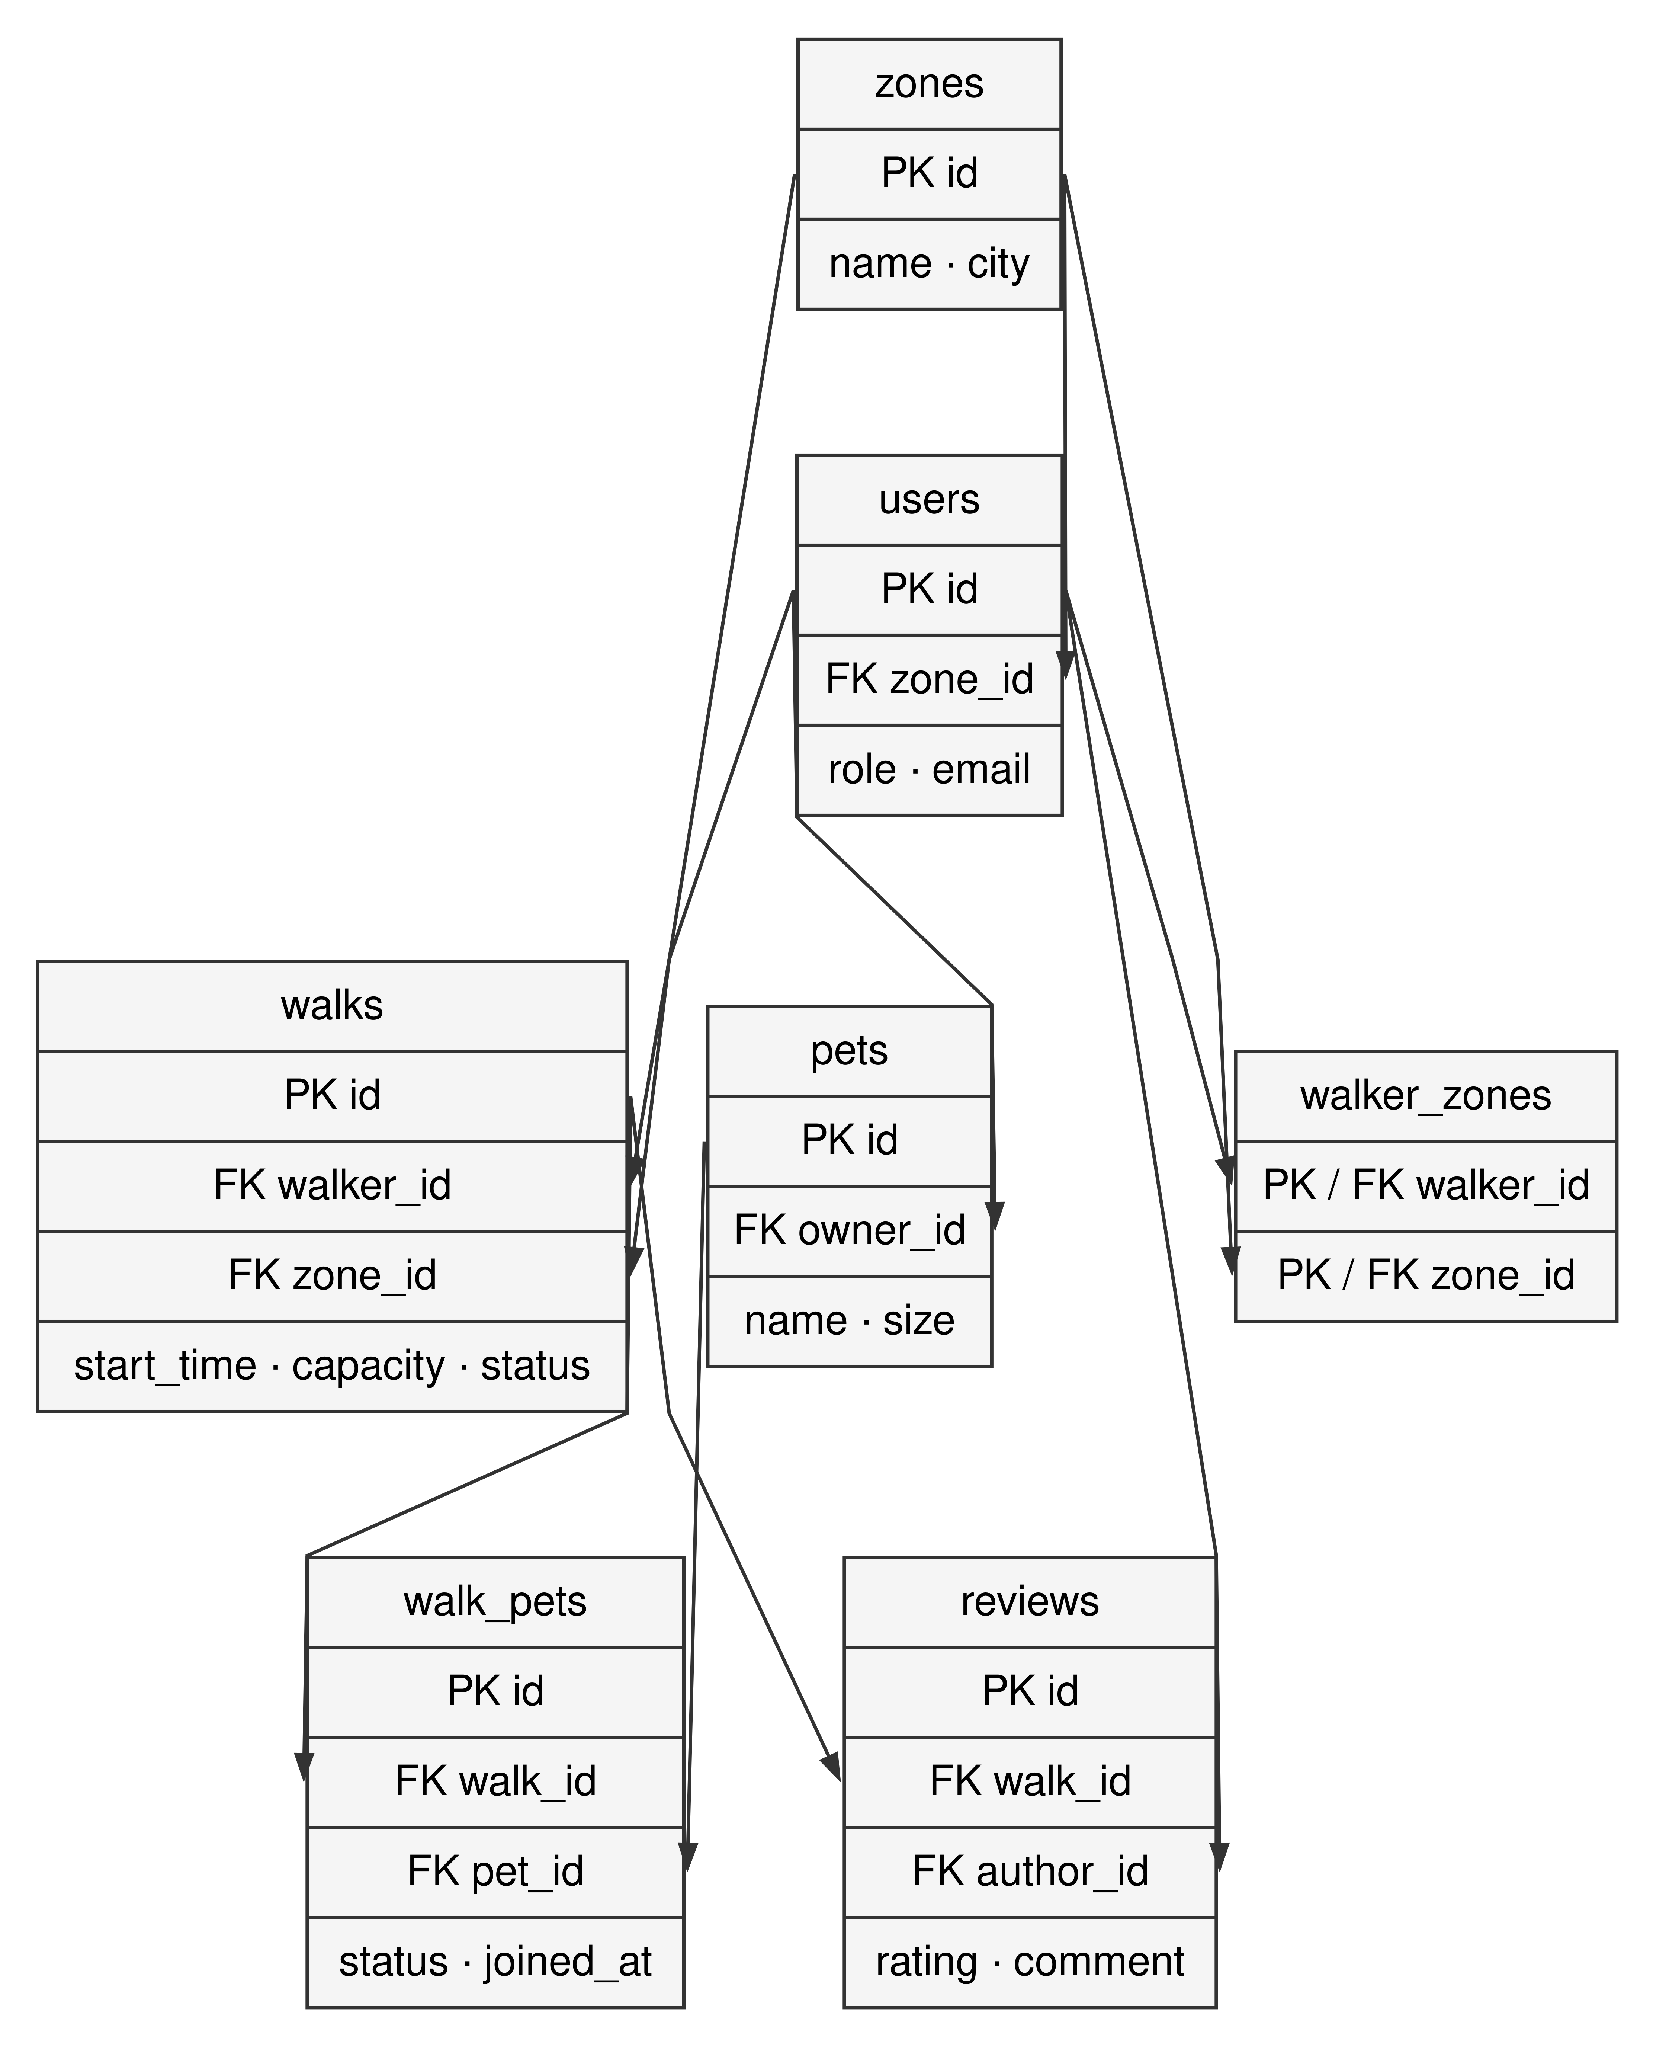 zones
PK id
name · city
users
PK id
FK zone_id
role · email
walks
PK id
FK walker_id
FK zone_id
start_time · capacity · status
pets
PK id
FK owner_id
name · size
walker_zones
PK / FK walker_id
PK / FK zone_id
walk_pets
PK id
FK walk_id
FK pet_id
status · joined_at
reviews
PK id
FK walk_id
FK author_id
rating · comment